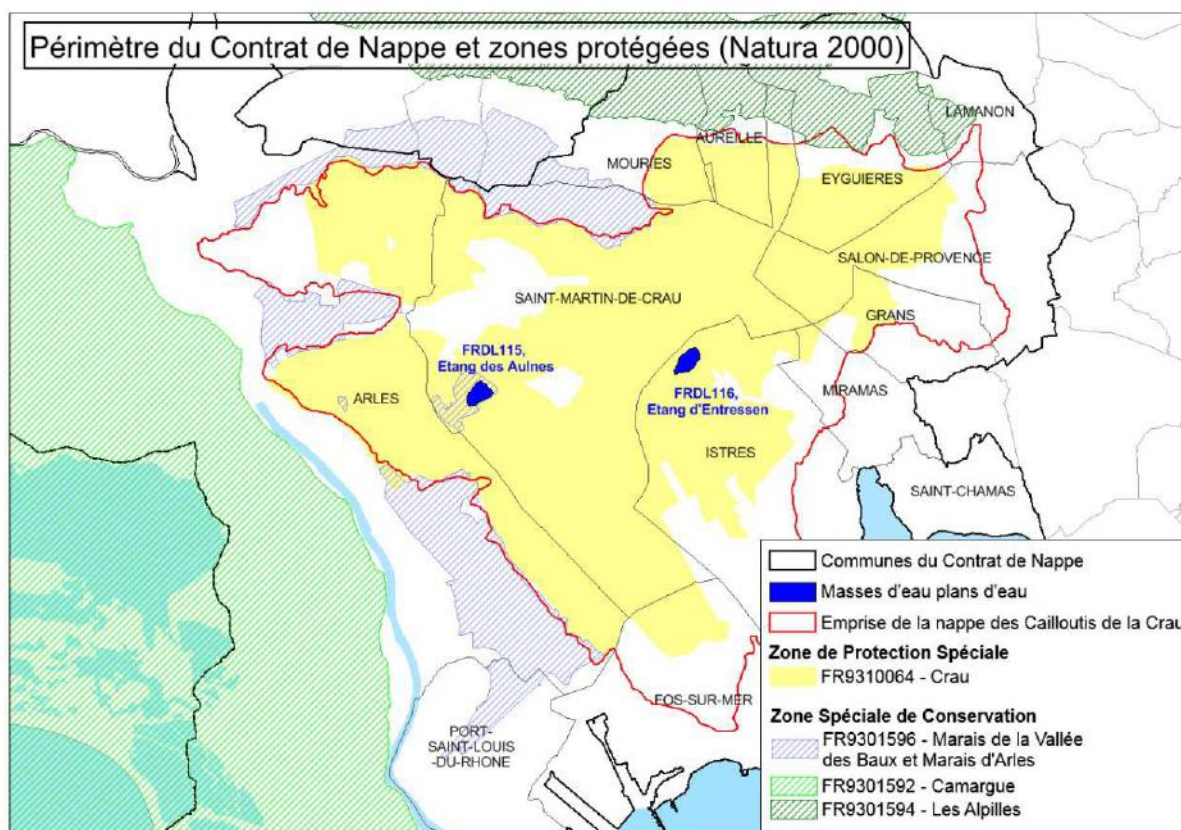 Périmètre du Contrat de Nappe et zones protégées (Natura 2000)
LAMANON
AUREILLE
MOURIES
EYGUIERES
SALON-DE-PROVENCE
SAINT-MARTIN-DE-CRAU
GRANS
FRDL115,
Etang des Aulnes
FRDL116,
Etang d'Entressen
MIRAMAS
ARLES
ISTRES
SAINT-CHAMAS
FOS-SUR-MER
PORT-
SAINT-LOUIS
-DU-RHONE
Communes du Contrat de Nappe
Masses d'eau plans d'eau
Emprise de la nappe des Cailloutis de la Crau
Zone de Protection Spéciale
FR9310064 - Crau
Zone Spéciale de Conservation
FR9301596 - Marais de la Vallée
des Baux et Marais d'Arles
FR9301592 - Camargue
FR9301594 - Les Alpilles